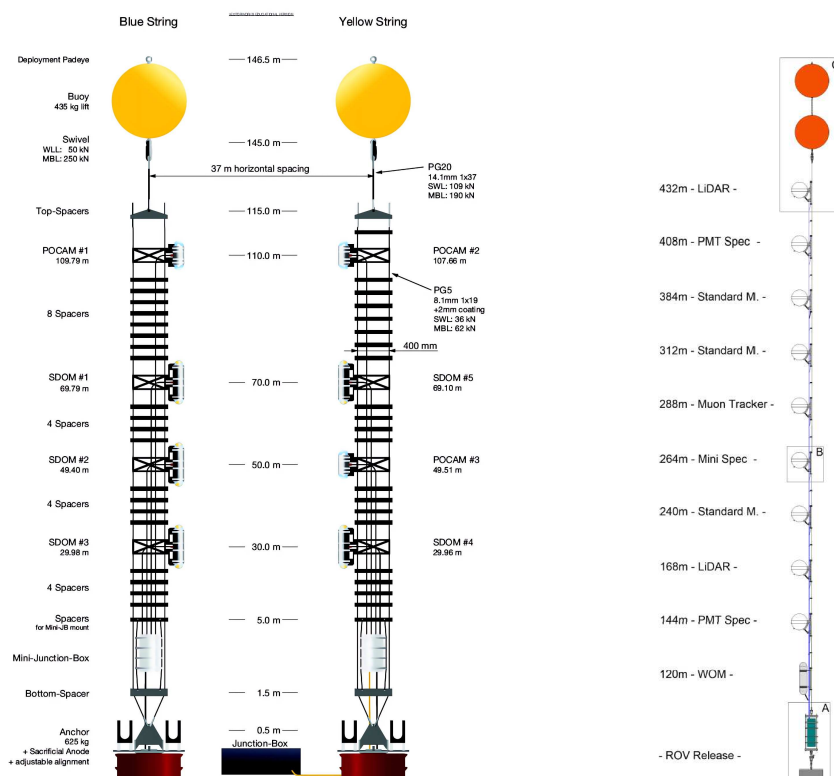 Blue String
Yellow String
Deployment Padeye
146.5 m
Buoy
435 kg lift
Swivel
WLL: 50 kN
MBL: 250 kN
145.0 m
37 m horizontal spacing
PG20
14.1mm 1x37
SWL: 109 kN
MBL: 190 kN
Top-Spacers
115.0 m
POCAM #1
109.79 m
110.0 m
POCAM #2
107.66 m
PG5
8.1mm 1x19
+2mm coating
SWL: 36 kN
MBL: 62 kN
8 Spacers
400 mm
SDOM #1
69.79 m
70.0 m
SDOM #5
69.10 m
4 Spacers
SDOM #2
49.40 m
50.0 m
POCAM #3
49.51 m
4 Spacers
SDOM #3
29.98 m
30.0 m
SDOM #4
29.96 m
4 Spacers
Spacers
for Mini-JB mount
5.0 m
Mini-Junction-Box
Bottom-Spacer
1.5 m
Anchor
625 kg
+ Sacrificial Anode
+ adjustable alignment
0.5 m
Junction-Box
432m - LiDAR -
408m - PMT Spec -
384m - Standard M. -
312m - Standard M. -
288m - Muon Tracker -
264m - Mini Spec -
B
240m - Standard M. -
168m - LiDAR -
144m - PMT Spec -
120m - WOM -
A
- ROV Release -